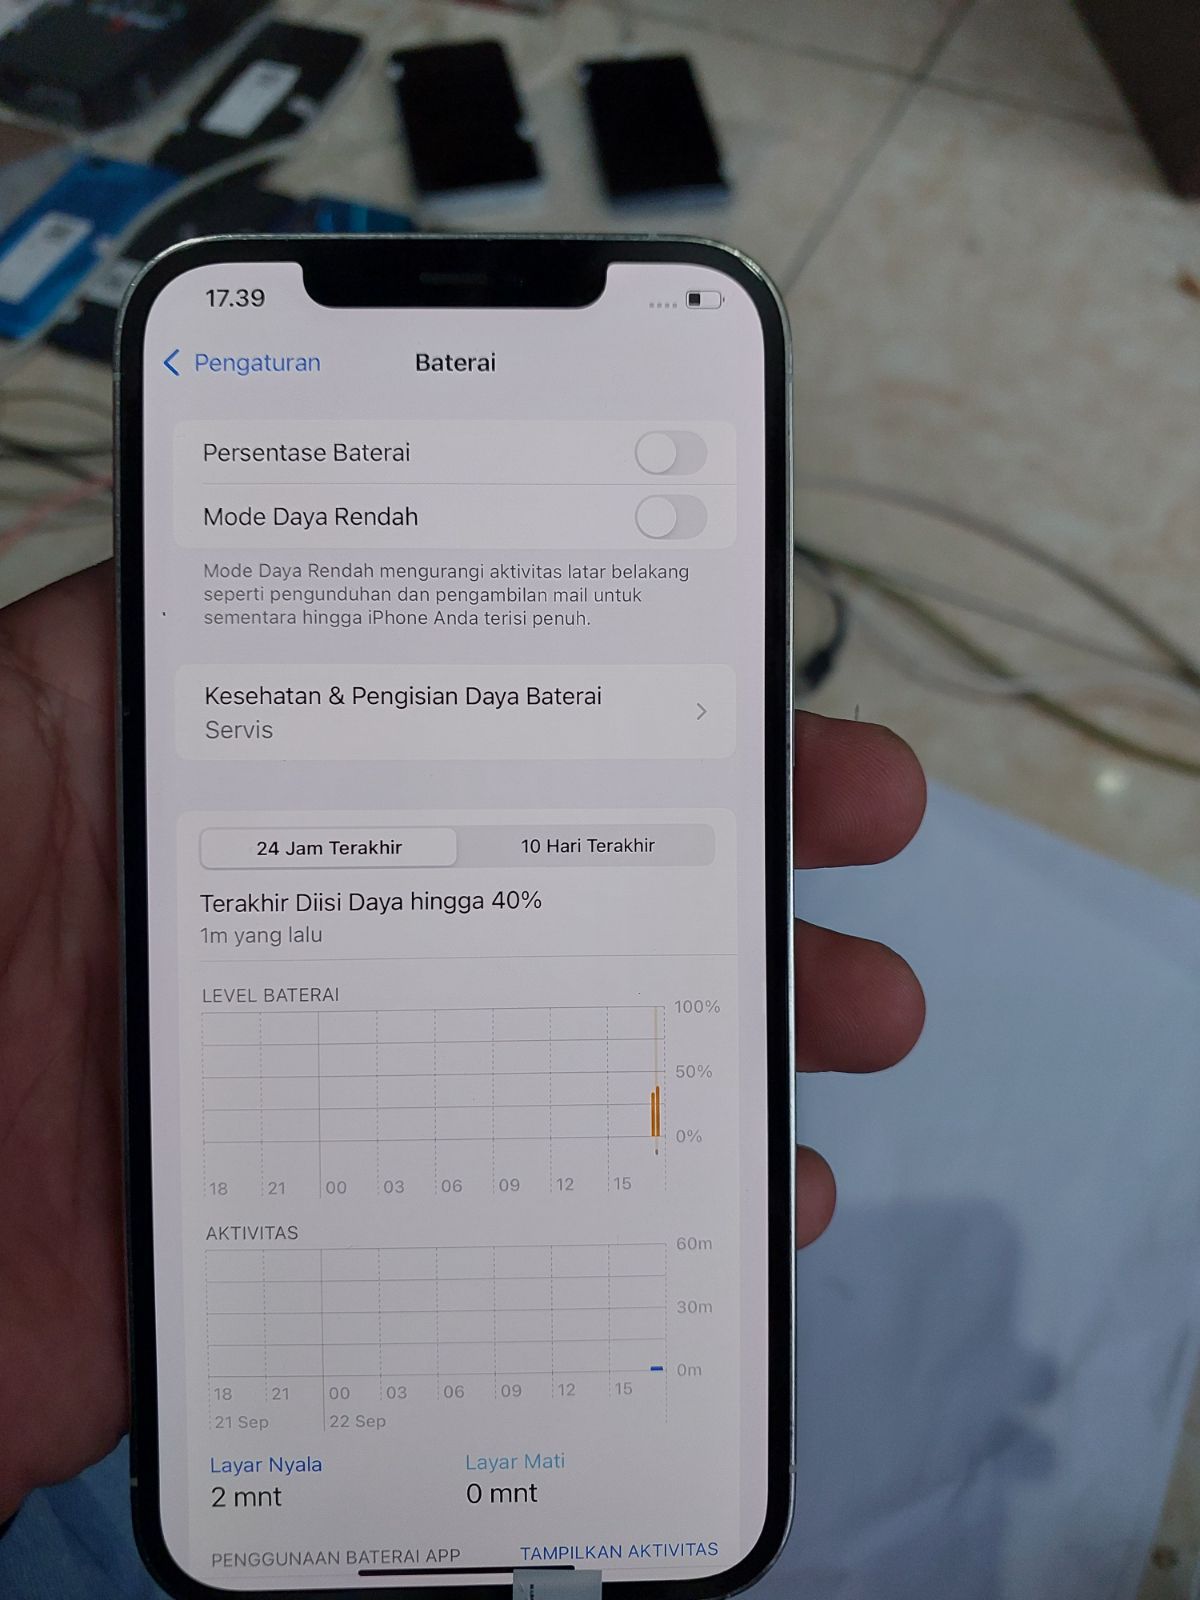 17.39
Pengaturan
Baterai
Persentase Baterai
Mode Daya Rendah
Mode Daya Rendah mengurangi aktivitas latar belakang
seperti pengunduhan dan pengambilan mail untuk
sementara hingga iPhone Anda terisi penuh.
Kesehatan & Pengisian Daya Baterai
Servis
24 Jam Terakhir
10 Hari Terakhir
Terakhir Diisi Daya hingga 40%
1m yang lalu
LEVEL BATERAI
100%
50%
0%
18 21 00 03 06 09 12 15
AKTIVITAS
60m
30m
0m
18 21 00 03 06 09 12 15
21 Sep 22 Sep
Layar Nyala
Layar Mati
2 mnt
0 mnt
PENGGUNAAN BATERAI APP
TAMPILKAN AKTIVITAS